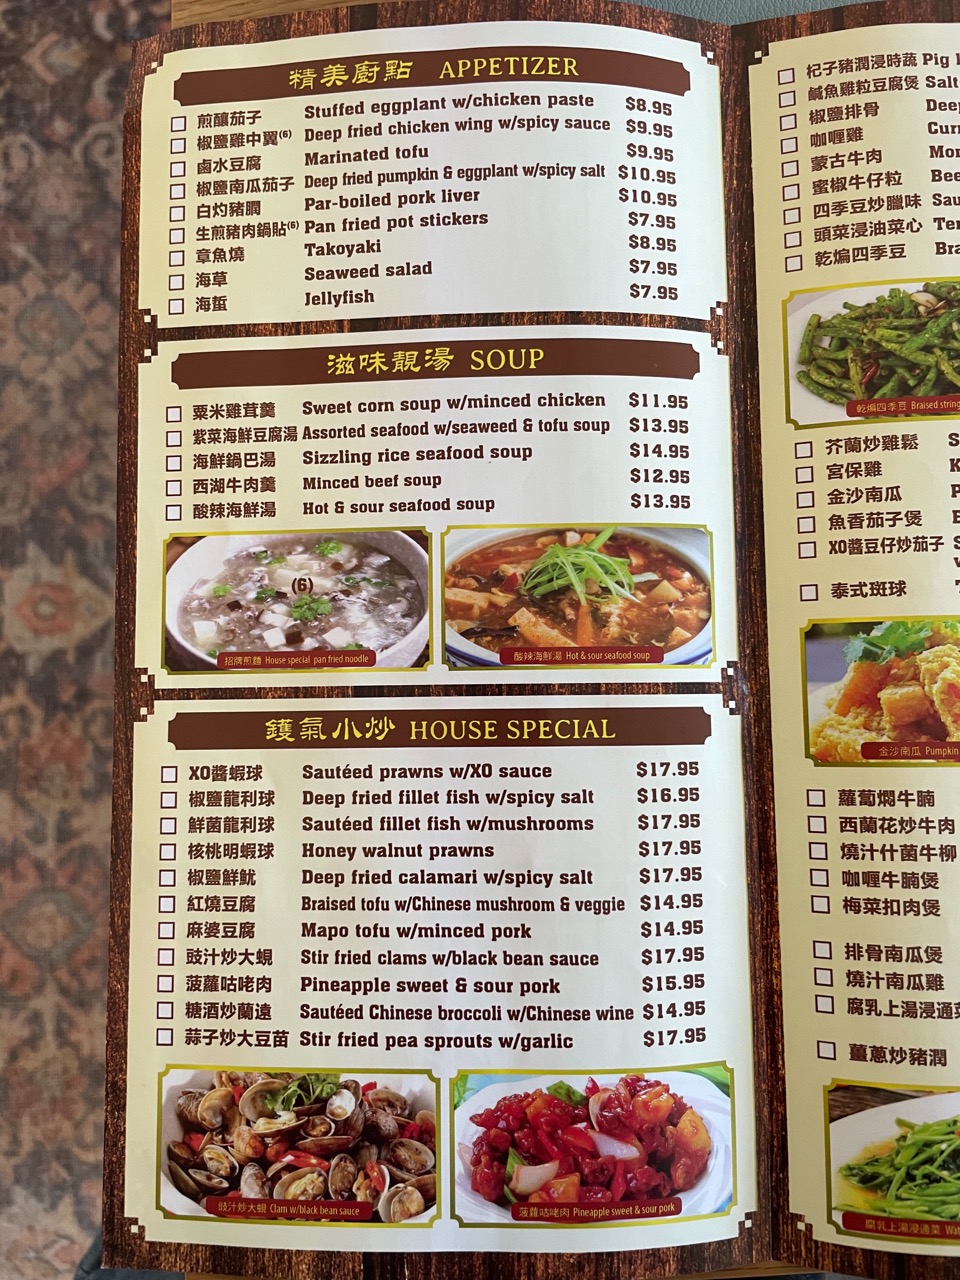 精美廚點 APPETIZER
煎釀茄子 Stuffed eggplant w/chicken paste $8.95
椒鹽雞中翼(6) Deep fried chicken wing w/spicy sauce $9.95
鹵水豆腐 Marinated tofu $9.95
椒鹽南瓜茄子 Deep fried pumpkin & eggplant w/spicy salt $10.95
白灼豬膶 Par-boiled pork liver $10.95
生煎豬肉鍋貼(6) Pan fried pot stickers $7.95
章魚燒 Takoyaki $8.95
海草 Seaweed salad $7.95
海蜇 Jellyfish $7.95
滋味靚湯 SOUP
粟米雞茸羹 Sweet corn soup w/minced chicken $11.95
紫菜海鮮豆腐湯 Assorted seafood w/seaweed & tofu soup $13.95
海鮮鍋巴湯 Sizzling rice seafood soup $14.95
西湖牛肉羹 Minced beef soup $12.95
酸辣海鮮湯 Hot & sour seafood soup $13.95
(6)
招牌煎麵 House special pan fried noodle
酸辣海鮮湯 Hot & sour seafood soup
鑊氣小炒 HOUSE SPECIAL
XO醬蝦球 Sautéed prawns w/XO sauce $17.95
椒鹽龍利球 Deep fried fillet fish w/spicy salt $16.95
鮮菌龍利球 Sautéed fillet fish w/mushrooms $17.95
核桃明蝦球 Honey walnut prawns $17.95
椒鹽鮮魷 Deep fried calamari w/spicy salt $17.95
紅燒豆腐 Braised tofu w/Chinese mushroom & veggie $14.95
麻婆豆腐 Mapo tofu w/minced pork $14.95
豉汁炒大蜆 Stir fried clams w/black bean sauce $17.95
菠蘿咕咾肉 Pineapple sweet & sour pork $15.95
糖酒炒蘭遠 Sautéed Chinese broccoli w/Chinese wine $14.95
蒜子炒大豆苗 Stir fried pea sprouts w/garlic $17.95
豉汁炒大蜆 Clam w/black bean sauce
菠蘿咕咾肉 Pineapple sweet & sour pork
杞子豬潤浸時蔬 Pig
鹹魚雞粒豆腐煲 Salt
椒鹽排骨 Deep
咖喱雞 Curr
蒙古牛肉 Mon
蜜椒牛仔粒 Bee
四季豆炒臘味 Sau
頭菜浸油菜心 Ter
乾煸四季豆 Bra
乾煸四季豆 Braised string
芥蘭炒雞鬆 S
宮保雞 K
金沙南瓜 P
魚香茄子煲 E
XO醬豆仔炒茄子 S
泰式斑球
金沙南瓜 Pumpkin
蘿蔔燜牛腩
西蘭花炒牛肉
燒汁什菌牛柳
咖喱牛腩煲
梅菜扣肉煲
排骨南瓜煲
燒汁南瓜雞
腐乳上湯浸通菜
薑蔥炒豬潤
腐乳上湯浸通菜 Wat